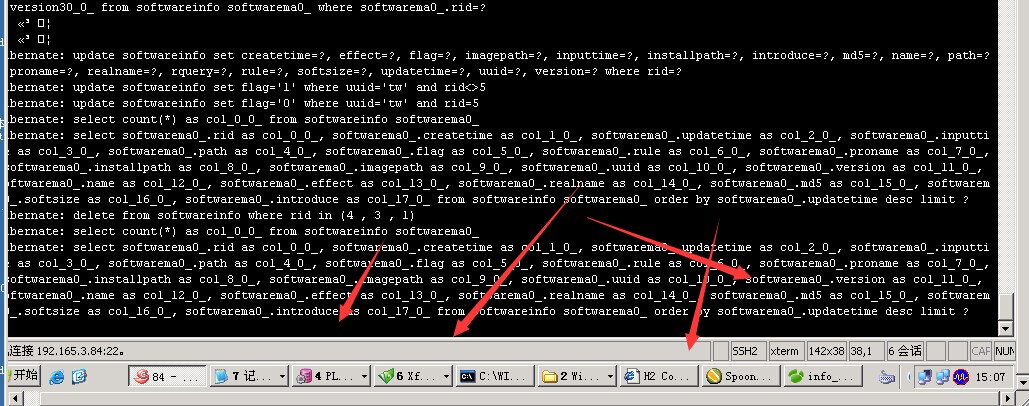 version30_0_ from softwareinfo softwarema0_ where softwarema0_.rid=?
bernate: update softwareinfo set createtime=?, effect=?, flag=?, imagepath=?, inputtime=?, installpath=?, introduce=?, md5=?, name=?, path=?
proname=?, realname=?, rquery=?, rule=?, softsize=?, updatetime=?, uuid=?, version=? where rid=?
bernate: update softwareinfo set flag='1' where uuid='tw' and rid<>5
bernate: update softwareinfo set flag='0' where uuid='tw' and rid=5
bernate: select count(*) as col_0_0_ from softwareinfo softwarema0_
bernate: select softwarema0_.rid as col_0_0_, softwarema0_.createtime as col_1_0_, softwarema0_.updatetime as col_2_0_, softwarema0_.inputti
e as col_3_0_, softwarema0_.path as col_4_0_, softwarema0_.flag as col_5_0_, softwarema0_.rule as col_6_0_, softwarema0_.proname as col_7_0_,
oftwarema0_.installpath as col_8_0_, softwarema0_.imagepath as col_9_0_, softwarema0_.uuid as col_10_0_, softwarema0_.version as col_11_0_,
oftwarema0_.name as col_12_0_, softwarema0_.effect as col_13_0_, softwarema0_.realname as col_14_0_, softwarema0_.md5 as col_15_0_, softwarem
_.softsize as col_16_0_, softwarema0_.introduce as col_17_0_ from softwareinfo softwarema0_ order by softwarema0_.updatetime desc limit ?
bernate: delete from softwareinfo where rid in (4 , 3 , 1)
bernate: select count(*) as col_0_0_ from softwareinfo softwarema0_
bernate: select softwarema0_.rid as col_0_0_, softwarema0_.createtime as col_1_0_, softwarema0_.updatetime as col_2_0_, softwarema0_.inputti
e as col_3_0_, softwarema0_.path as col_4_0_, softwarema0_.flag as col_5_0_, softwarema0_.rule as col_6_0_, softwarema0_.proname as col_7_0_,
oftwarema0_.installpath as col_8_0_, softwarema0_.imagepath as col_9_0_, softwarema0_.uuid as col_10_0_, softwarema0_.version as col_11_0_,
oftwarema0_.name as col_12_0_, softwarema0_.effect as col_13_0_, softwarema0_.realname as col_14_0_, softwarema0_.md5 as col_15_0_, softwarem
_.softsize as col_16_0_, softwarema0_.introduce as col_17_0_ from softwareinfo softwarema0_ order by softwarema0_.updatetime desc limit ?
连接 192.165.3.84:22。 SSH2 xterm 142x38 38,1 6 会话 CAP NUM
开始 84 - ... 7 记... 4 PL... 6 Xf... C:\WI... 2 Wi... H2 Co... Spoon... info_... 15:07